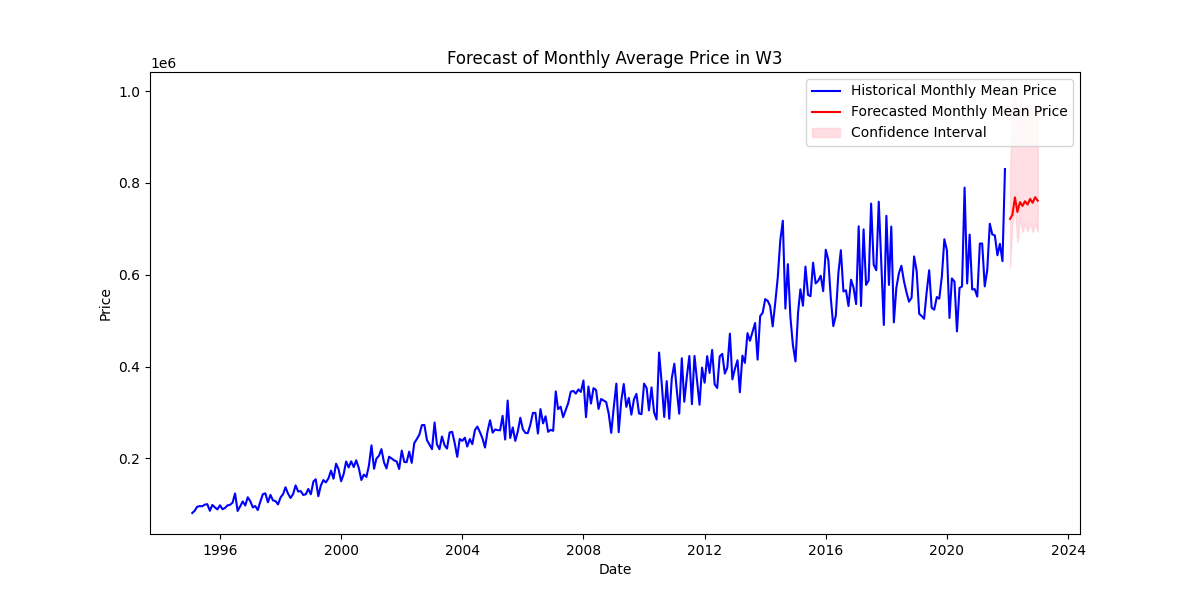 Forecast of Monthly Average Price in W3
1e6
Historical Monthly Mean Price
Forecasted Monthly Mean Price
Confidence Interval
1.0
0.8
0.6
0.4
0.2
Price
1996 2000 2004 2008 2012 2016 2020 2024
Date